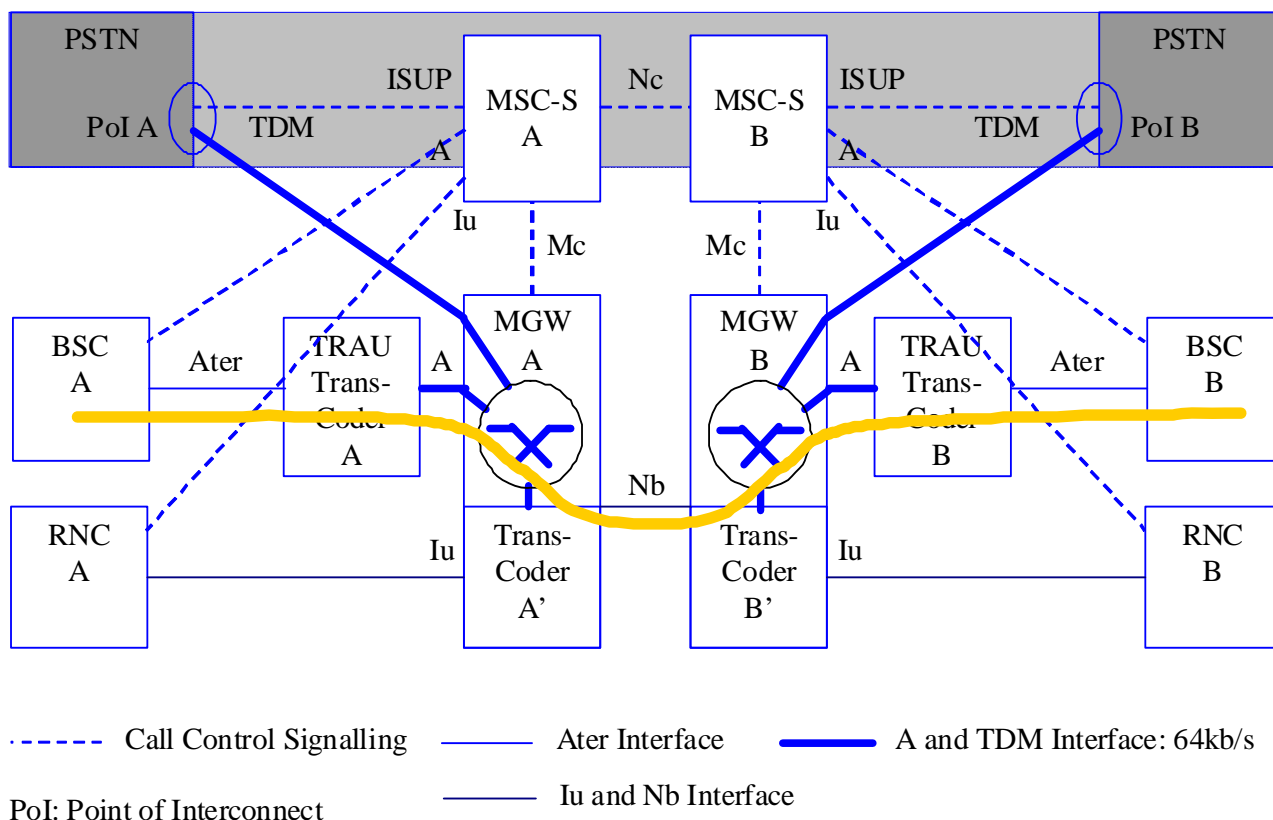 PSTN
PSTN
ISUP
Nc
ISUP
MSC-S
A
MSC-S
B
PoI A
TDM
TDM
PoI B
A
A
Iu
Iu
Mc
Mc
BSC
A
Ater
TRAU
Trans-
Coder
A
A
MGW
A
MGW
B
A
TRAU
Trans-
Coder
B
Ater
BSC
B
Nb
RNC
A
Iu
Trans-
Coder
A’
Trans-
Coder
B’
Iu
RNC
B
Call Control Signalling
Ater Interface
A and TDM Interface: 64kb/s
PoI: Point of Interconnect
Iu and Nb Interface